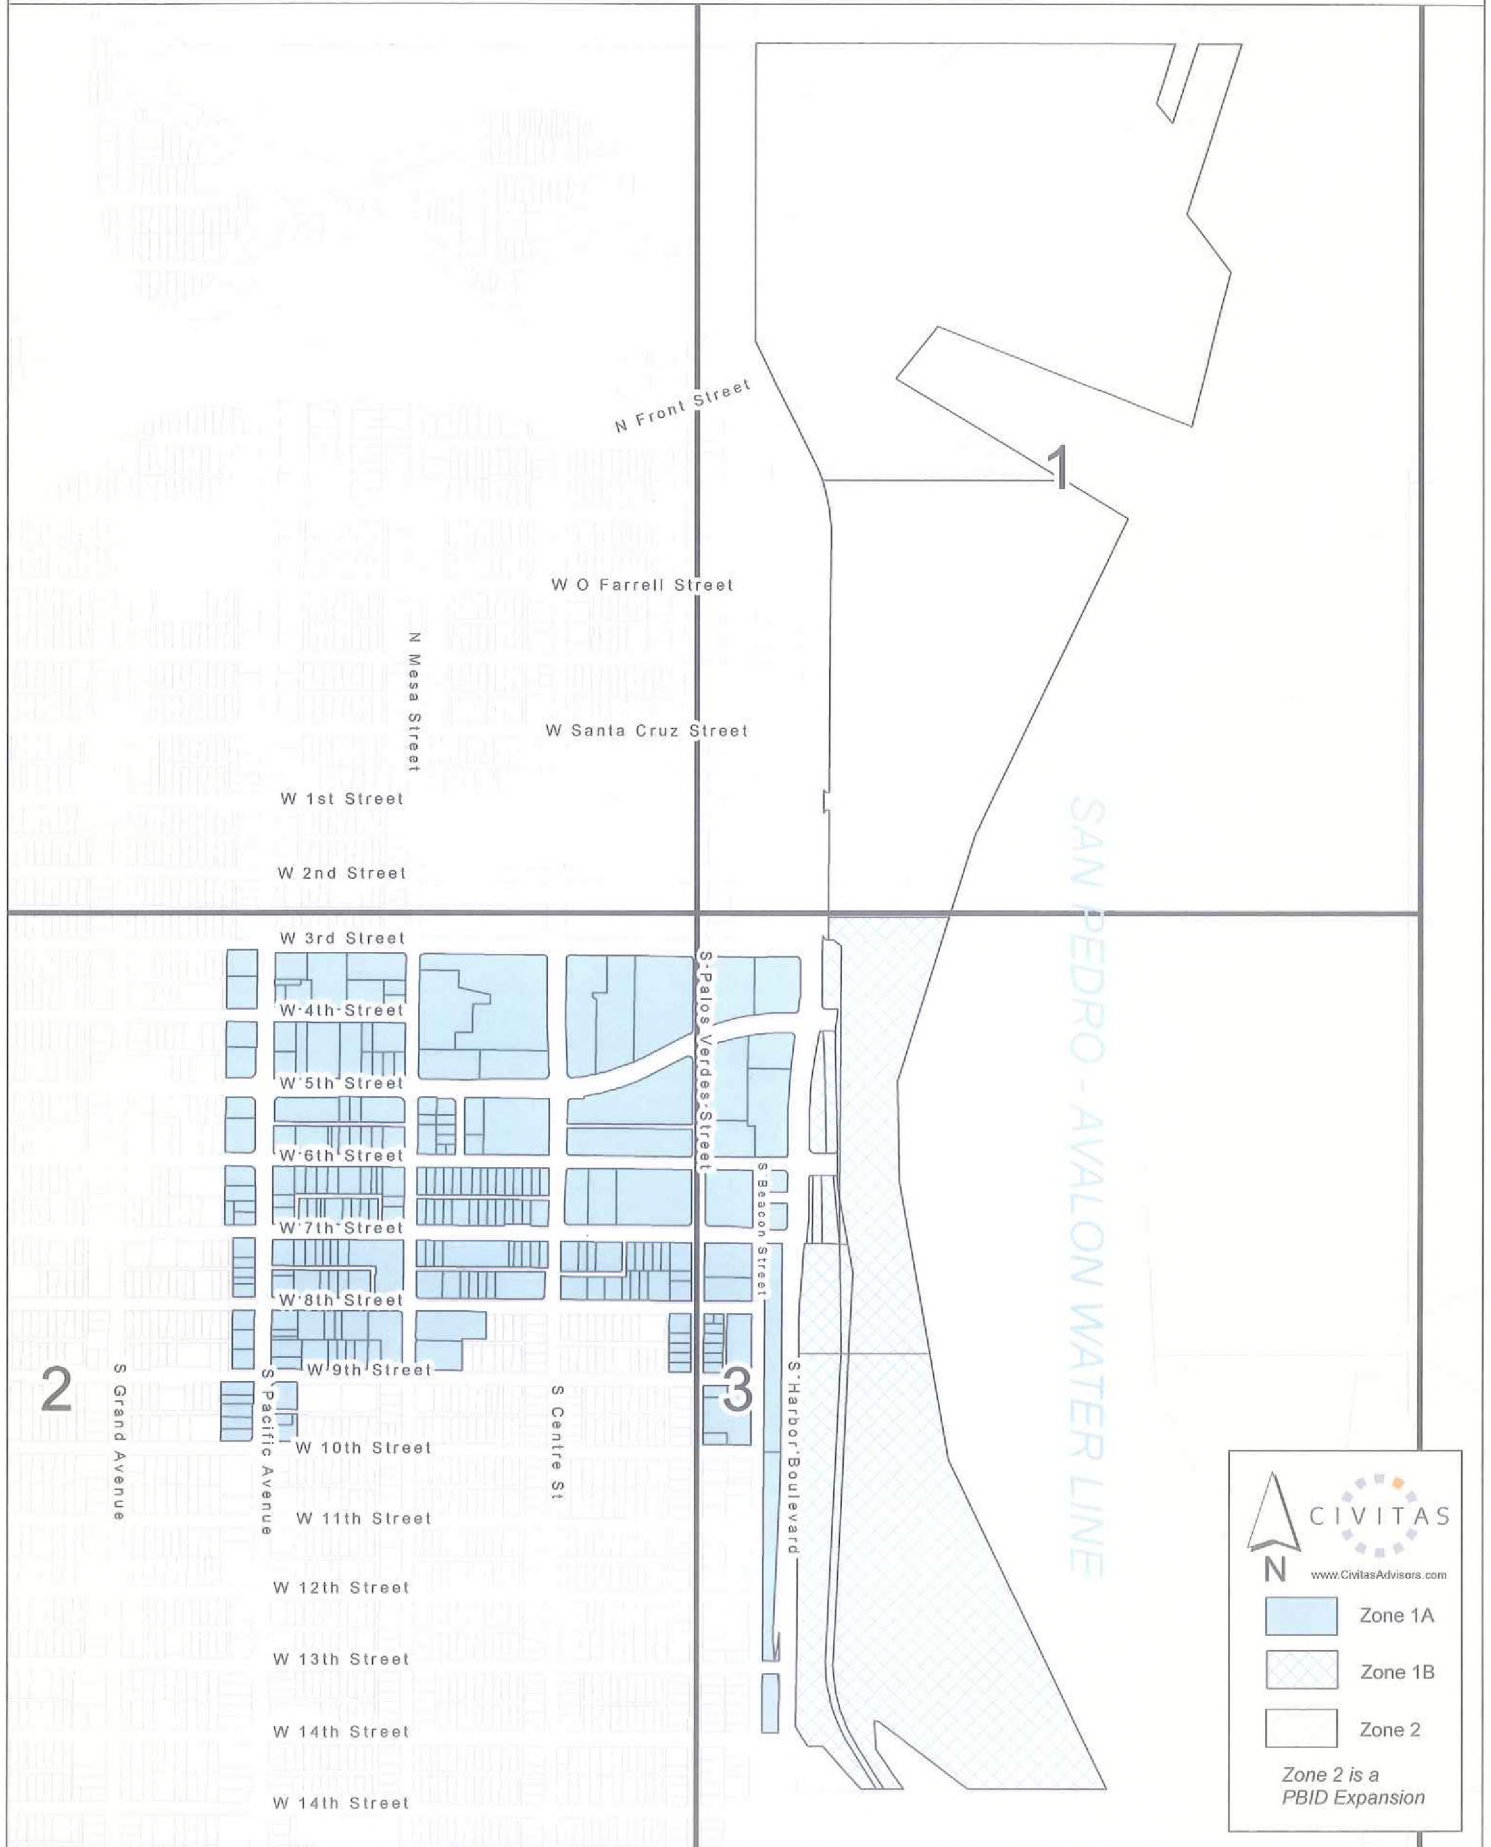 N Front Street
1
W O Farrell Street
N Mesa Street
W Santa Cruz Street
W 1st Street
W 2nd Street
SAN PEDRO - AVALON WATER LINE
W 3rd Street
S Palos Verdes Street
W 4th Street
W 5th Street
W 6th Street
S Beacon Street
W 7th Street
W 8th Street
W 9th Street
2
3
S Grand Avenue
S Pacific Avenue
S Centre St
S Harbor Boulevard
W 10th Street
W 11th Street
W 12th Street
W 13th Street
W 14th Street
W 14th Street
CIVITAS
N
www.CivitasAdvisors.com
Zone 1A
Zone 1B
Zone 2
Zone 2 is a
PBID Expansion